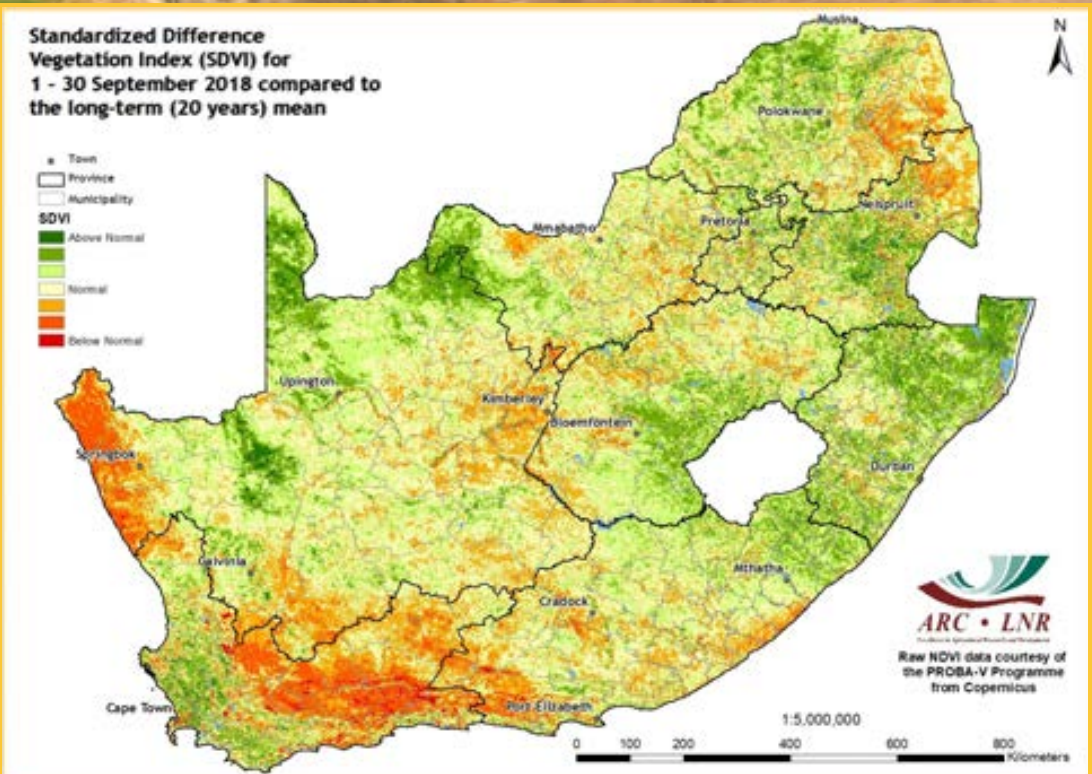 Standardized Difference
Vegetation Index (SDVI) for
1 - 30 September 2018 compared to
the long-term (20 years) mean
N
Town
Province
Municipality
SDVI
Above Normal
Normal
Below Normal
Musina
Polokwane
Nelspruit
Pretoria
Mmabatho
Upington
Kimberley
Bloemfontein
Springbok
Durban
Calvinia
Mthatha
Cradock
Cape Town
Port Elizabeth
ARC • LNR
Raw NDVI data courtesy of
the PROBA-V Programme
from Copernicus
1:5,000,000
0 100 200 400 600 800
Kilometers